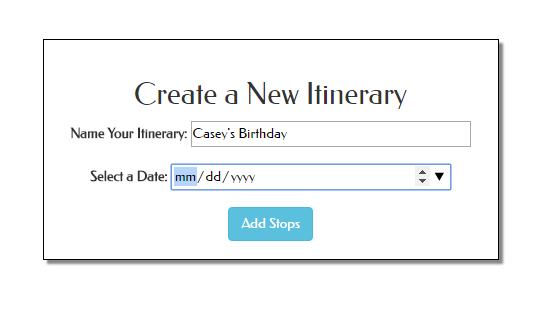 Create a New Itinerary
Name Your Itinerary: Casey's Birthday
Select a Date: mm/dd/yyyy
Add Stops